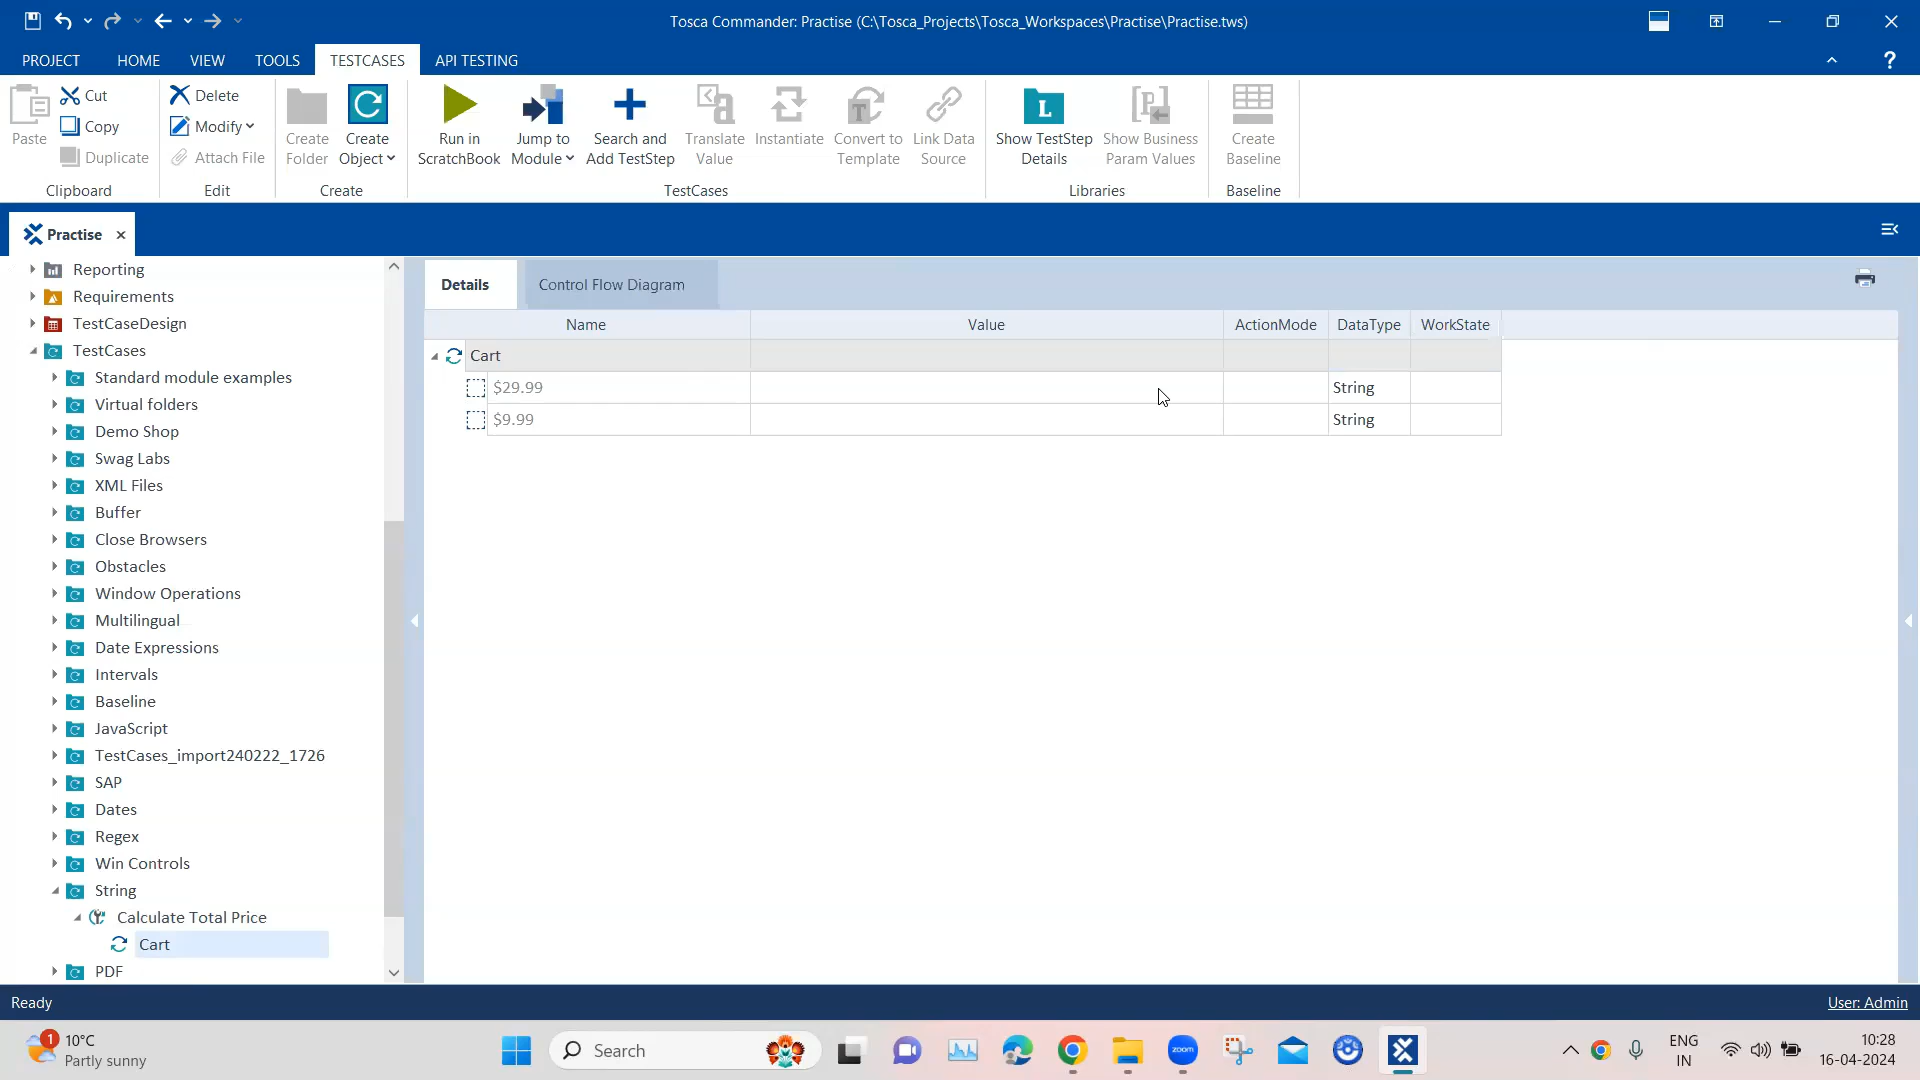 Tosca Commander: Practise (C:\Tosca_Projects\Tosca_Workspaces\Practise\Practise.tws)
PROJECT HOME VIEW TOOLS TESTCASES API TESTING
?
Paste
Cut
Copy
Duplicate
Clipboard
Delete
Modify
Attach File
Edit
Create Folder
Create Object
Create
Run in ScratchBook
Jump to Module
Search and Add TestStep
Translate Value
Instantiate
Convert to Template
Link Data Source
TestCases
Show TestStep Details
Show Business Param Values
Libraries
Create Baseline
Baseline
Practise
Reporting
Requirements
TestCaseDesign
TestCases
Standard module examples
Virtual folders
Demo Shop
Swag Labs
XML Files
Buffer
Close Browsers
Obstacles
Window Operations
Multilingual
Date Expressions
Intervals
Baseline
JavaScript
TestCases_import240222_1726
SAP
Dates
Regex
Win Controls
String
Calculate Total Price
Cart
PDF
Details Control Flow Diagram
Name Value ActionMode DataType WorkState
Cart
$29.99 String
$9.99 String
Ready User: Admin
1
10°C
Partly sunny
Search
zoom
ENG
IN
10:28
16-04-2024